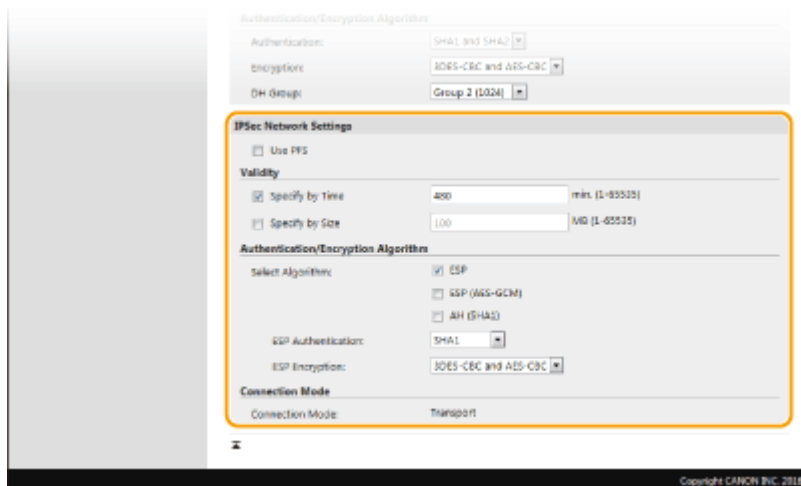 Authentication/Encryption Algorithm
Authentication: SHA1 and SHA2
Encryption: 3DES-CBC and AES-CBC
DH Group: Group 2 (1024)
IPSec Network Settings
Use PFS
Validity
Specify by Time 480 min. (1-65535)
Specify by Size 100 MB (1-65535)
Authentication/Encryption Algorithm
Select Algorithm: ESP
ESP (AES-GCM)
AH (SHA1)
ESP Authentication: SHA1
ESP Encryption: 3DES-CBC and AES-CBC
Connection Mode
Connection Mode: Transport
Copyright CANON INC. 2018